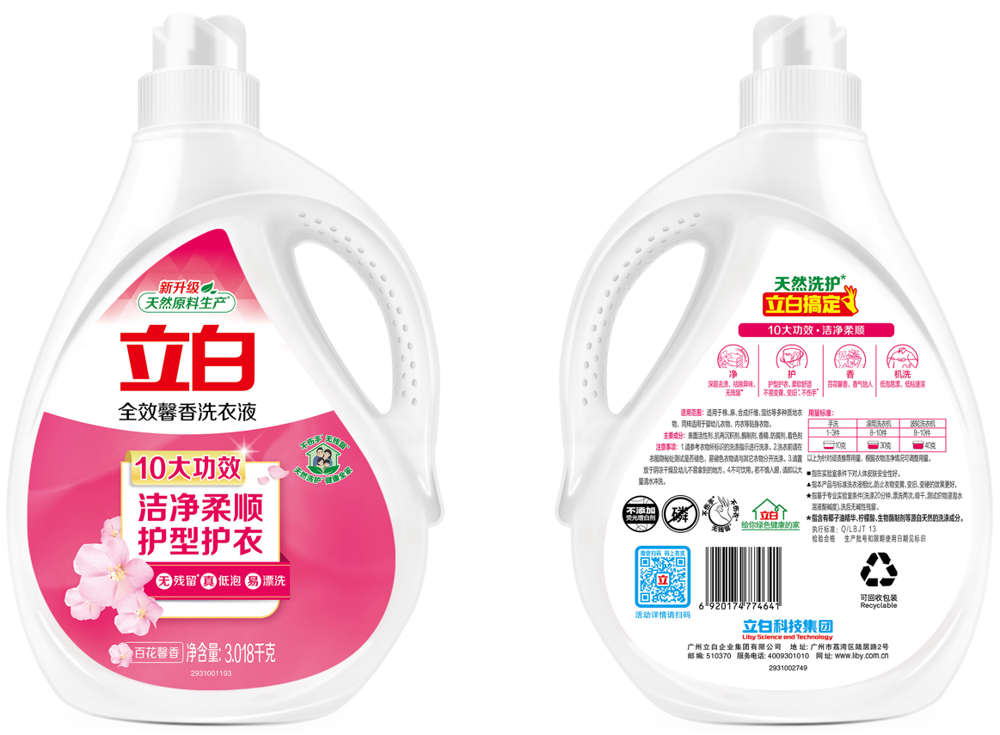 新升级
天然原料生产*
立白
全效馨香洗衣液
不伤手* 无残留*
天然洗护* 健康全家
10大功效
洁净柔顺
护型护衣
无残留* 真低泡 易漂洗
百花馨香 净含量: 3.018千克
2931001193
天然洗护*
立白搞定
10大功效·洁净柔顺
净
深层去渍、祛除异味、
无残留*
护
护型护衣、柔软舒适
不易变黄、变旧▲、不伤手■
香
百花馨香、香气怡人
机洗
低泡易漂、低粘速溶
适用范围：适用于棉、麻、合成纤维、混纺等多种质地衣
物，同样适用于婴幼儿衣物、内衣等贴身衣物。
主要成分：表面活性剂、抗再沉积剂、酶制剂、香精、防腐剂、着色剂
注意事项：1.请参考衣物所标识的洗涤指示进行洗涤。2.洗衣前请在
衣服隐秘处测试是否褪色，易褪色衣物请与其它衣物分开洗涤。3.请置
放于阴凉干燥及幼儿不易拿到的地方。4.不可饮用。若不慎入眼，请即以大
量清水冲洗。
用量标准：
手洗 滚筒洗衣机 波轮洗衣机
1-3件 8-10件 8-10件
10克 30克 40克
以上为针对顽渍推荐用量，根据衣物洁净情况可调整用量。
■指在实验室条件下对人体皮肤安全性好。
▲指本产品与标准洗衣液相比，防止衣物变黄、变旧、变硬的效果更好。
★指基于专业实验室条件(洗涤20分钟，漂洗两次，晾干，测试织物浸泡水
溶液酸碱度)，洗后无碱性残留。
★指含有椰子油精华、柠檬酸、生物酶制剂等源自天然的洗涤成分。
执行标准：Q/LBJT 13
检验合格 生产批号和限期使用日期见标识
不添加
荧光增白剂
磷
不伤手 不伤衣
无残留
立白
给你绿色健康的家
微信扫码 码上有奖
立
活动详情请扫码
6 920174 774641
可回收包装
Recyclable
立白科技集团
Liby Science and Technology
广州立白企业集团有限公司 地址：广州市荔湾区陆居路2号
邮编：510370 服务电话：4009301010 网址：www.liby.com.cn
2931002749